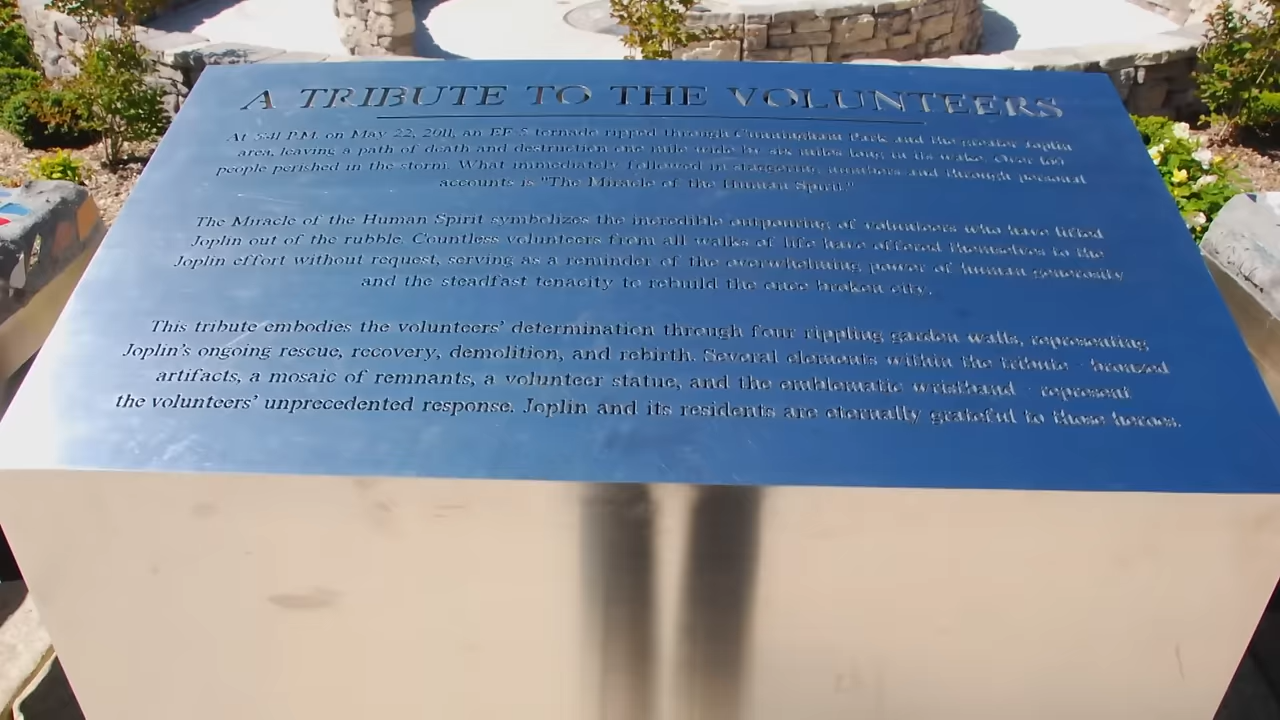 A TRIBUTE TO THE VOLUNTEERS
At 5:41 P.M. on May 22, 2011, an EF-5 tornado ripped through Cunningham Park and the greater Joplin
area, leaving a path of death and destruction one mile wide by six miles long in its wake. Over 160
people perished in the storm. What immediately followed in staggering numbers and through personal
accounts is "The Miracle of the Human Spirit."
The Miracle of the Human Spirit symbolizes the incredible outpouring of volunteers who have lifted
Joplin out of the rubble. Countless volunteers from all walks of life have offered themselves to the
Joplin effort without request, serving as a reminder of the overwhelming power of human generosity
and the steadfast tenacity to rebuild the once broken city.
This tribute embodies the volunteers' determination through four rippling garden walls, representing
Joplin's ongoing rescue, recovery, demolition, and rebirth. Several elements within the tribute - bronzed
artifacts, a mosaic of remnants, a volunteer statue, and the emblematic wristband - represent
the volunteers' unprecedented response. Joplin and its residents are eternally grateful to these heroes.